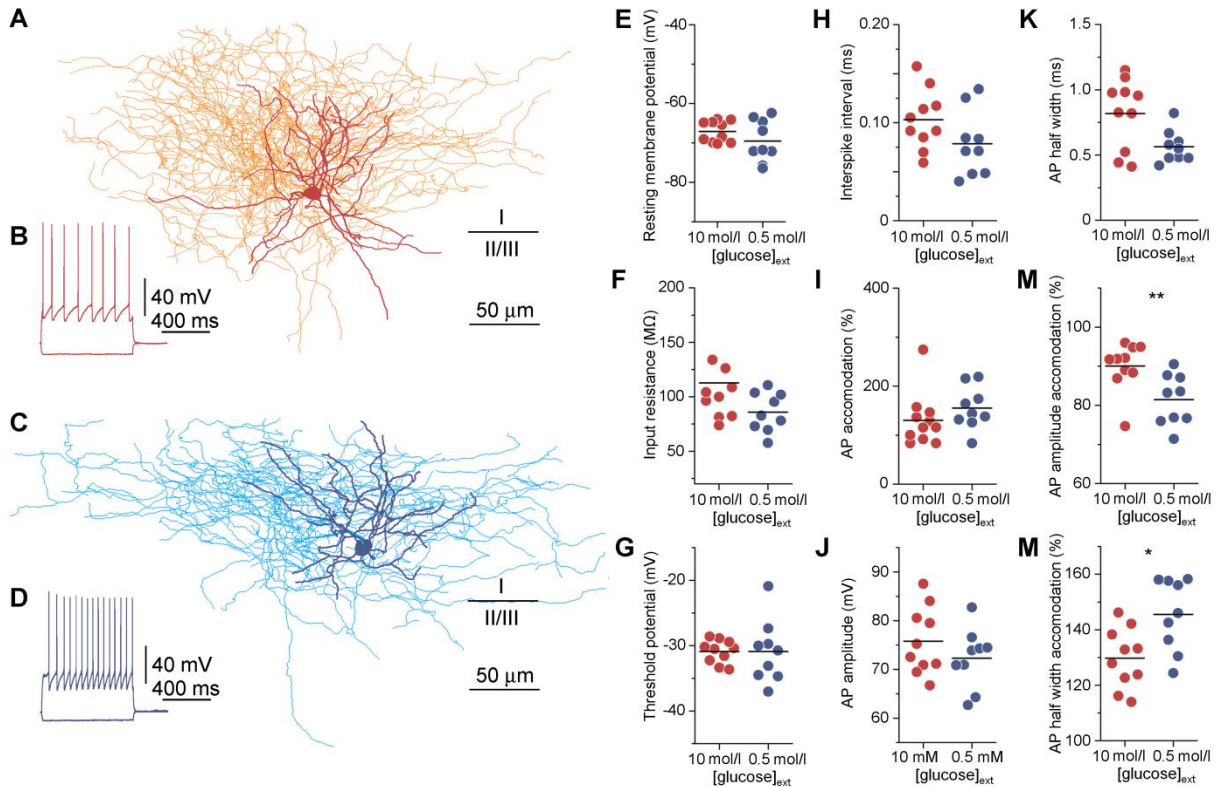 A
B
40 mV
400 ms
I
II/III
50 µm
C
D
40 mV
400 ms
I
II/III
50 µm
E
Resting membrane potential (mV)
-40
-60
-80
10 mol/l 0.5 mol/l
[glucose]ext
F
Input resistance (MΩ)
200
150
100
50
10 mol/l 0.5 mol/l
[glucose]ext
G
Threshold potential (mV)
-20
-30
-40
10 mol/l 0.5 mol/l
[glucose]ext
H
Interspike interval (ms)
0.20
0.10
0
10 mol/l 0.5 mol/l
[glucose]ext
I
AP accomodation (%)
400
200
0
10 mol/l 0.5 mol/l
[glucose]ext
J
AP amplitude (mV)
90
80
70
60
10 mM 0.5 mM
[glucose]ext
K
AP half width (ms)
1.5
1.0
0.5
0
10 mol/l 0.5 mol/l
[glucose]ext
M
AP amplitude accomodation (%)
**
100
80
60
10 mol/l 0.5 mol/l
[glucose]ext
M
AP half width accomodation (%)
*
160
140
120
100
10 mol/l 0.5 mol/l
[glucose]ext